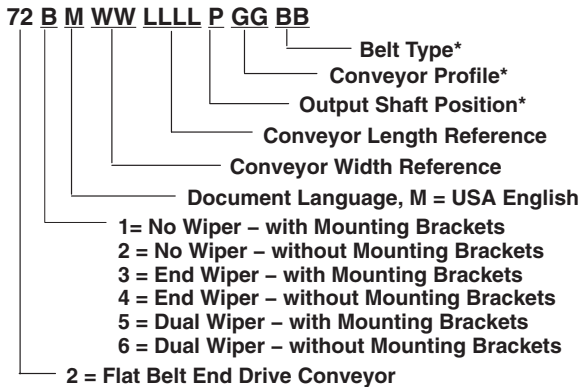 72 B M WW LLLL P GG BB
Belt Type*
Conveyor Profile*
Output Shaft Position*
Conveyor Length Reference
Conveyor Width Reference
Document Language, M = USA English
1= No Wiper – with Mounting Brackets
2 = No Wiper – without Mounting Brackets
3 = End Wiper – with Mounting Brackets
4 = End Wiper – without Mounting Brackets
5 = Dual Wiper – with Mounting Brackets
6 = Dual Wiper – without Mounting Brackets
2 = Flat Belt End Drive Conveyor